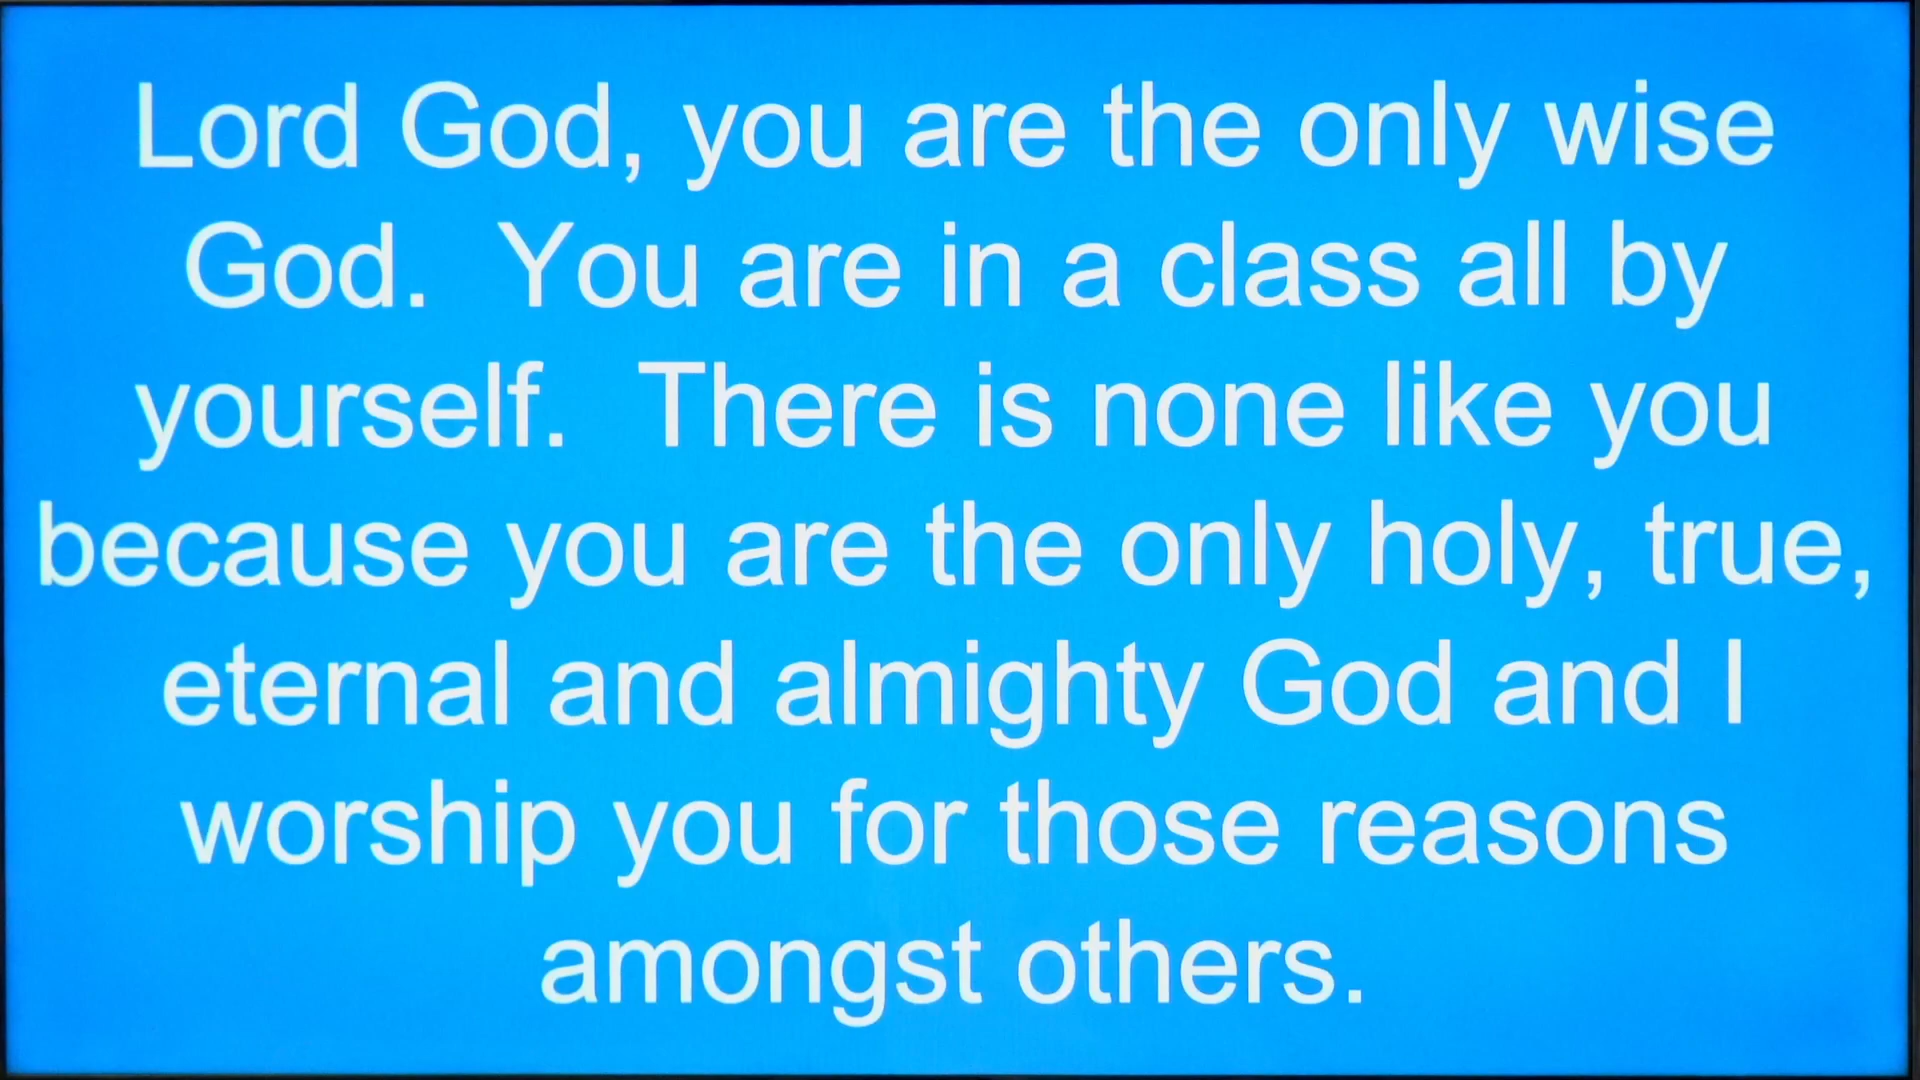 Lord God, you are the only wise
God.  You are in a class all by
yourself.  There is none like you
because you are the only holy, true,
eternal and almighty God and I
worship you for those reasons
amongst others.